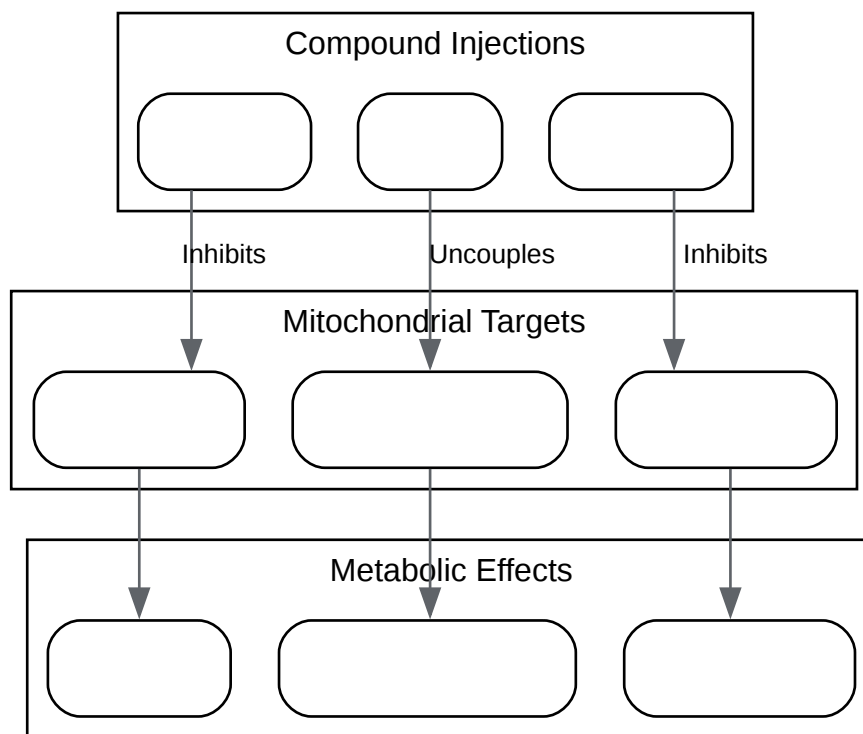 Compound Injections
Inhibits
Uncouples
Inhibits
Mitochondrial Targets
Metabolic Effects